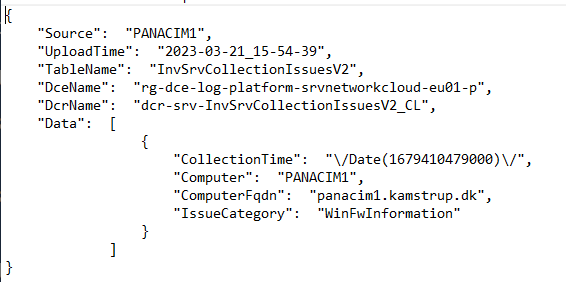 {
    "Source":  "PANACIM1",
    "UploadTime":  "2023-03-21_15-54-39",
    "TableName":  "InvSrvCollectionIssuesV2",
    "DceName":  "rg-dce-log-platform-srvnetworkcloud-eu01-p",
    "DcrName":  "dcr-srv-InvSrvCollectionIssuesV2_CL",
    "Data":  [
                 {
                     "CollectionTime":  "\/Date(1679410479000)\/",
                     "Computer":  "PANACIM1",
                     "ComputerFqdn":  "panacim1.kamstrup.dk",
                     "IssueCategory":  "WinFwInformation"
                 }
             ]
}